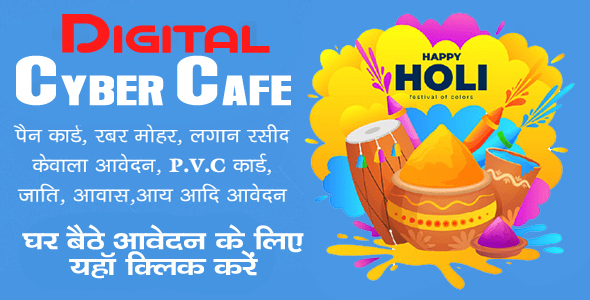 DIGITAL
CYBER CAFE
पैन कार्ड, रबर मोहर, लगान रसीद
केवाला आवेदन, P.V.C कार्ड,
जाति, आवास,आय आदि आवेदन
घर बैठे आवेदन के लिए
यहॉ क्लिक करें
HAPPY
HOLI
festival of colors